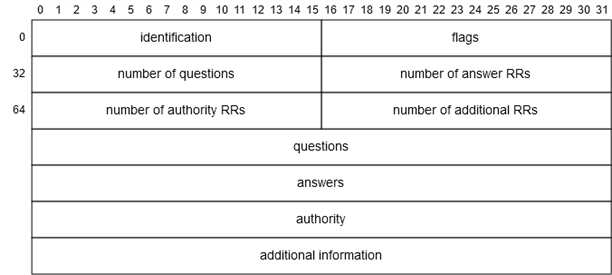 0 1 2 3 4 5 6 7 8 9 10 11 12 13 14 15 16 17 18 19 20 21 22 23 24 25 26 27 28 29 30 31
0 identification flags
32 number of questions number of answer RRs
64 number of authority RRs number of additional RRs
questions
answers
authority
additional information